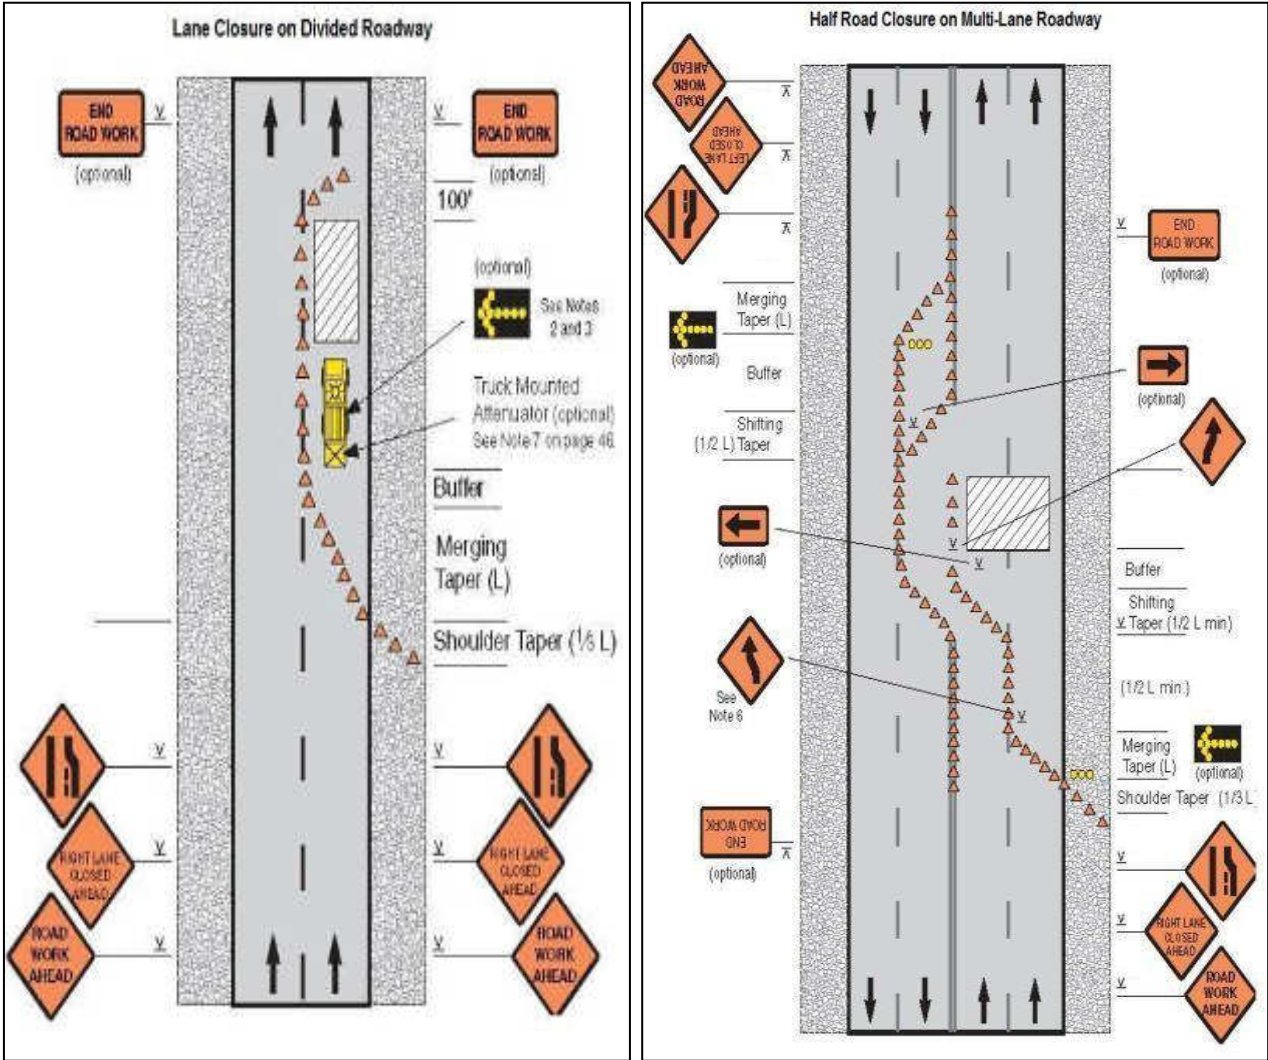 Lane Closure on Divided Roadway
END
ROAD WORK
(optional)
END
ROAD WORK
(optional)
100'
(optional)
See Notes
2 and 3
Truck Mounted
Attenuator (optional)
See Note 7 on page 46.
Buffer
Merging
Taper (L)
Shoulder Taper (⅓ L)
RIGHT LANE
CLOSED
AHEAD
RIGHT LANE
CLOSED
AHEAD
ROAD
WORK
AHEAD
ROAD
WORK
AHEAD
Half Road Closure on Multi-Lane Roadway
ROAD
WORK
AHEAD
LEFT LANE
CLOSED
AHEAD
END
ROAD WORK
(optional)
Merging
Taper (L)
(optional)
Buffer
(optional)
Shifting
(1/2 L) Taper
(optional)
Buffer
Shifting
Taper (1/2 L min)
See
Note 6
(1/2 L min.)
Merging
Taper (L)
(optional)
Shoulder Taper (1/3 L
END
ROAD WORK
(optional)
RIGHT LANE
CLOSED
AHEAD
ROAD
WORK
AHEAD